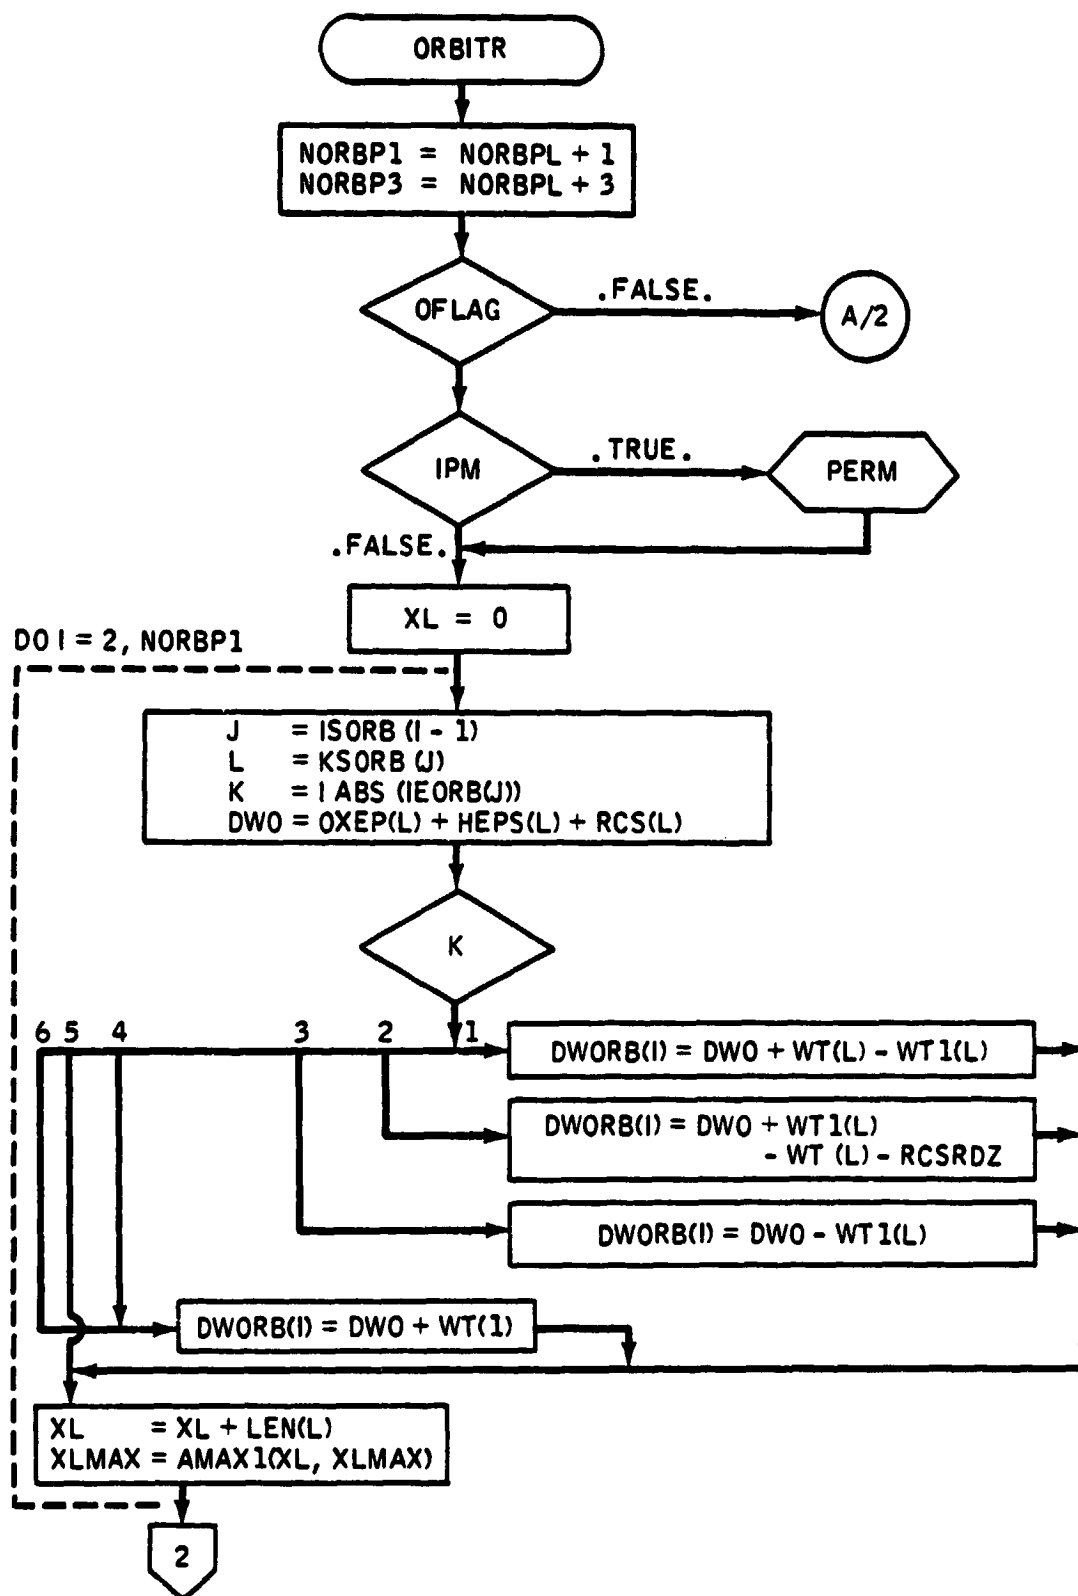 ORBITR
NORBP1 = NORBPL + 1
NORBP3 = NORBPL + 3
OFLAG
.FALSE.
A/2
IPM
.TRUE.
PERM
.FALSE.
XL = 0
DO I = 2, NORBP1
J = ISORB (I - 1)
L = KSORB (J)
K = I ABS (IEORB(J))
DWO = OXEP(L) + HEPS(L) + RCS(L)
K
6 5 4 3 2 1
DWORB(I) = DWO + WT(L) - WT1(L)
DWORB(I) = DWO + WT1(L)
- WT (L) - RCSRDZ
DWORB(I) = DWO - WT1(L)
DWORB(I) = DWO + WT(1)
XL = XL + LEN(L)
XLMAX = AMAX1(XL, XLMAX)
2